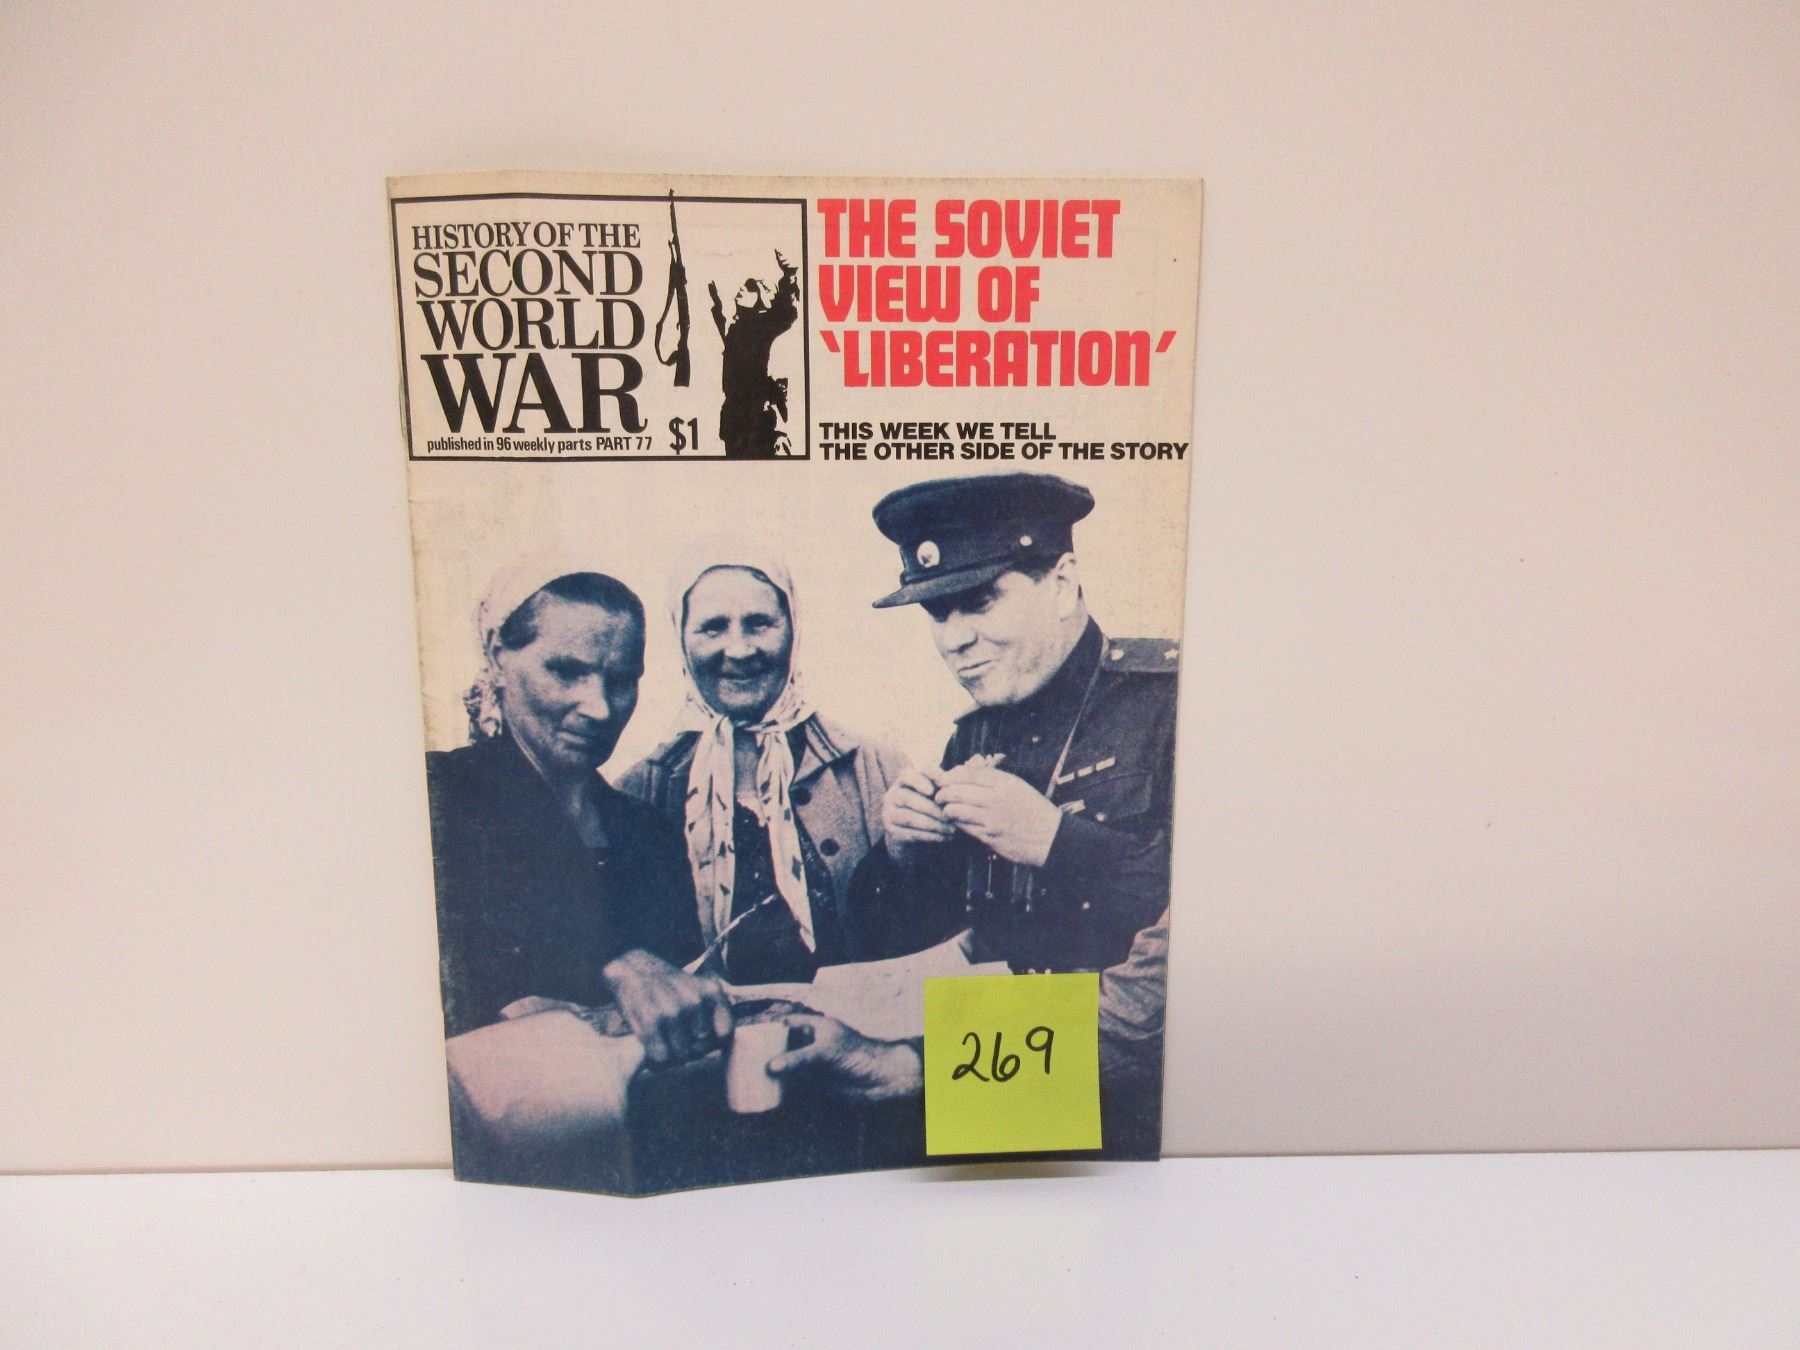 HISTORY OF THE
SECOND
WORLD
WAR
published in 96 weekly parts PART 77
$1
THE SOVIET
VIEW OF
'LIBERATION'
THIS WEEK WE TELL
THE OTHER SIDE OF THE STORY
269